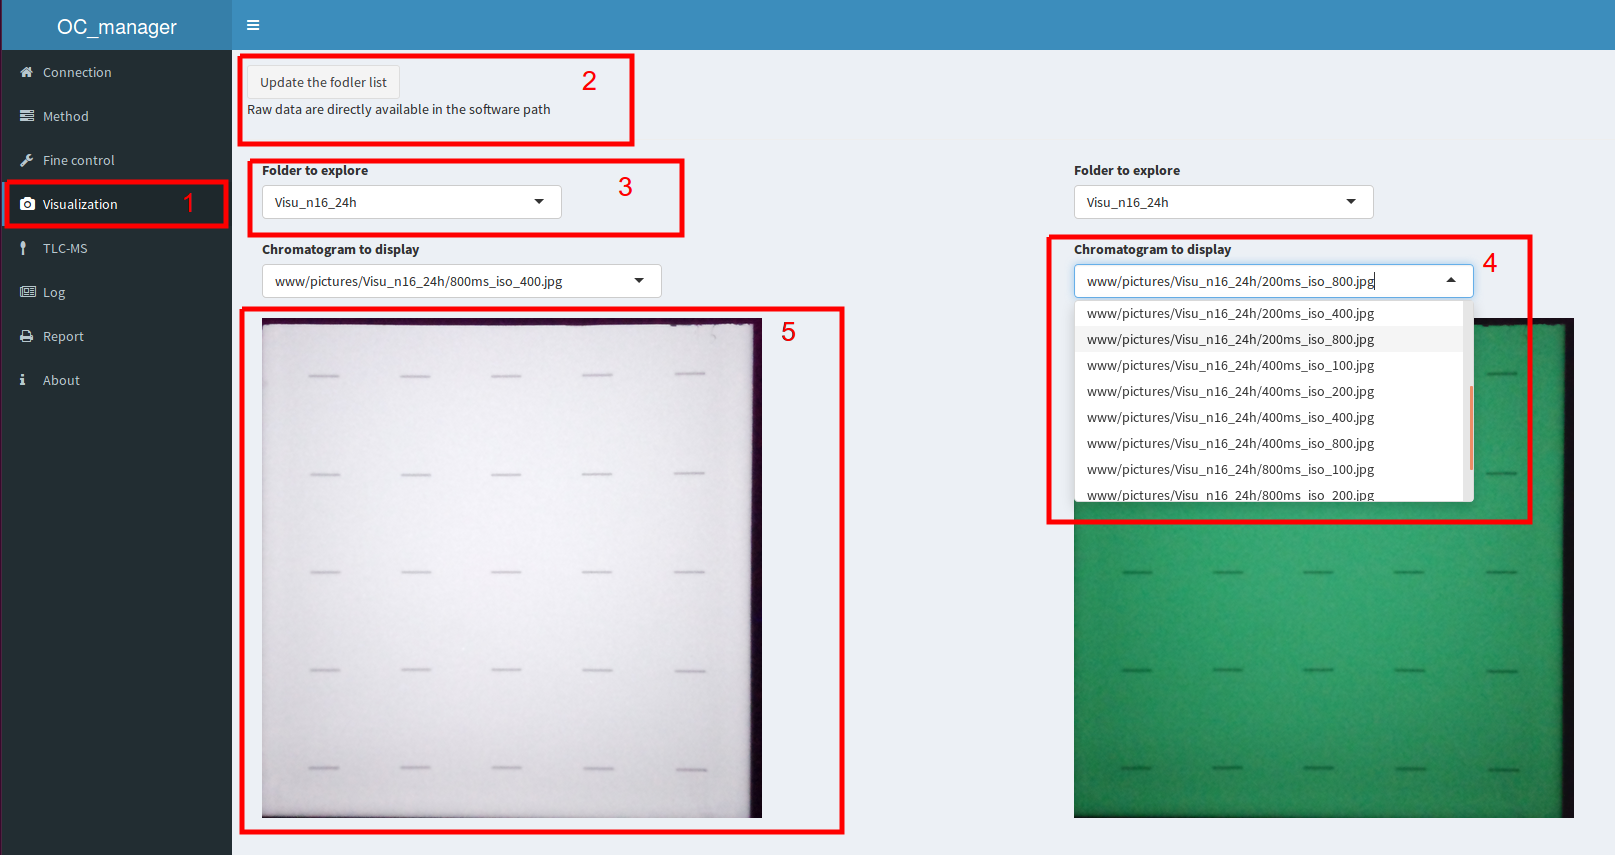 OC_manager
Connection
Method
Fine control
Visualization
1
TLC-MS
Log
Report
About
Update the fodler list
2
Raw data are directly available in the software path
Folder to explore
3
Visu_n16_24h
Chromatogram to display
www/pictures/Visu_n16_24h/800ms_iso_400.jpg
5
Folder to explore
Visu_n16_24h
Chromatogram to display
4
www/pictures/Visu_n16_24h/200ms_iso_800.jpg
www/pictures/Visu_n16_24h/200ms_iso_400.jpg
www/pictures/Visu_n16_24h/200ms_iso_800.jpg
www/pictures/Visu_n16_24h/400ms_iso_100.jpg
www/pictures/Visu_n16_24h/400ms_iso_200.jpg
www/pictures/Visu_n16_24h/400ms_iso_400.jpg
www/pictures/Visu_n16_24h/400ms_iso_800.jpg
www/pictures/Visu_n16_24h/800ms_iso_100.jpg
www/pictures/Visu_n16_24h/800ms_iso_200.jpg